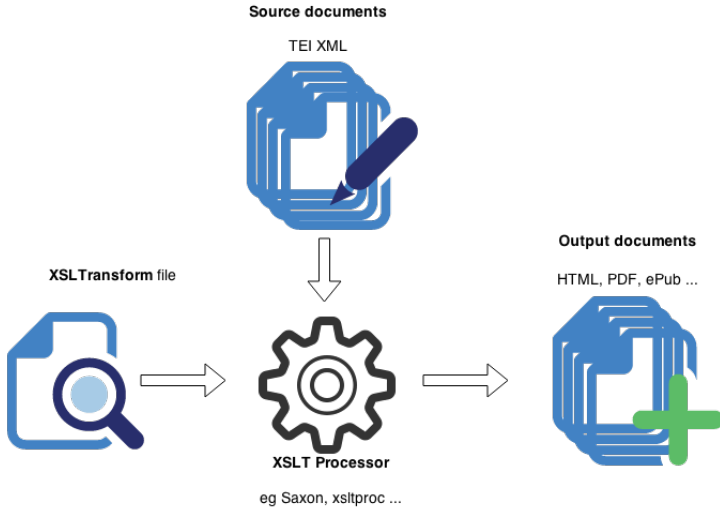 Source documents
TEI XML
Output documents
HTML, PDF, ePub ...
XSLTransform file
XSLT Processor
eg Saxon, xsltproc ...